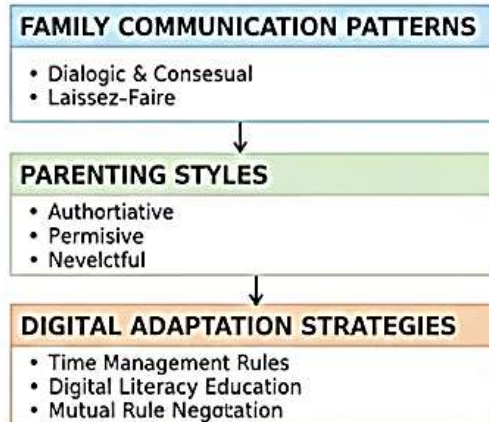 FAMILY COMMUNICATION PATTERNS
• Dialogic & Consesual
• Laissez-Faire
PARENTING STYLES
• Authortiative
• Permisive
• Nevelctful
DIGITAL ADAPTATION STRATEGIES
• Time Management Rules
• Digital Literacy Education
• Mutual Rule Negotation